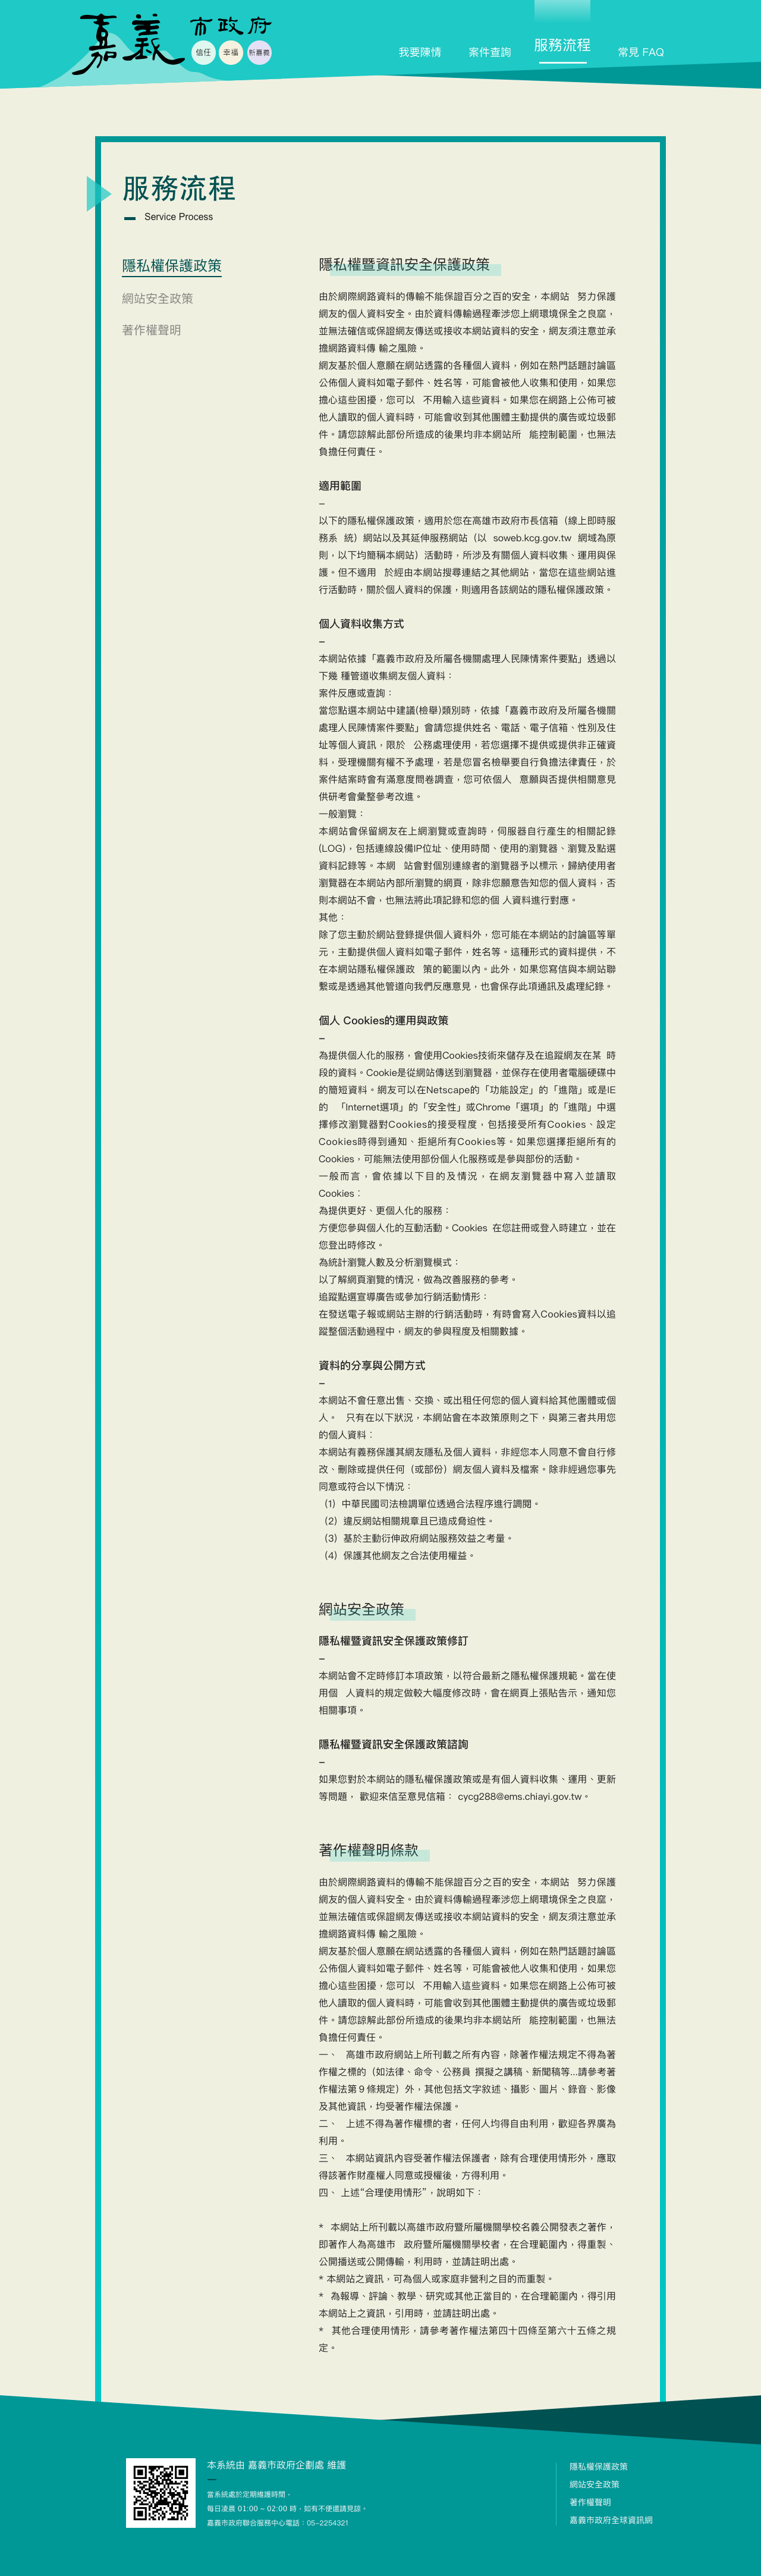 嘉義 市政府
信任 幸福 新嘉義
我要陳情 案件查詢 服務流程 常見 FAQ
服務流程
Service Process
隱私權保護政策
網站安全政策
著作權聲明
隱私權暨資訊安全保護政策
由於網際網路資料的傳輸不能保證百分之百的安全，本網站 努力保護
網友的個人資料安全。由於資料傳輸過程牽涉您上網環境保全之良窳，
並無法確信或保證網友傳送或接收本網站資料的安全，網友須注意並承
擔網路資料傳 輸之風險。
網友基於個人意願在網站透露的各種個人資料，例如在熱門話題討論區
公佈個人資料如電子郵件、姓名等，可能會被他人收集和使用，如果您
擔心這些困擾，您可以 不用輸入這些資料。如果您在網路上公佈可被
他人讀取的個人資料時，可能會收到其他團體主動提供的廣告或垃圾郵
件。請您諒解此部份所造成的後果均非本網站所 能控制範圍，也無法
負擔任何責任。
適用範圍
–
以下的隱私權保護政策，適用於您在高雄市政府市長信箱（線上即時服
務系 統）網站以及其延伸服務網站（以 soweb.kcg.gov.tw 網域為原
則，以下均簡稱本網站）活動時，所涉及有關個人資料收集、運用與保
護。但不適用 於經由本網站搜尋連結之其他網站，當您在這些網站進
行活動時，關於個人資料的保護，則適用各該網站的隱私權保護政策。
個人資料收集方式
–
本網站依據「嘉義市政府及所屬各機關處理人民陳情案件要點」透過以
下幾 種管道收集網友個人資料：
案件反應或查詢：
當您點選本網站中建議(檢舉)類別時，依據「嘉義市政府及所屬各機關
處理人民陳情案件要點」會請您提供姓名、電話、電子信箱、性別及住
址等個人資訊，限於 公務處理使用，若您選擇不提供或提供非正確資
料，受理機關有權不予處理，若是您冒名檢舉要自行負擔法律責任，於
案件結案時會有滿意度問卷調查，您可依個人 意願與否提供相關意見
供研考會彙整參考改進。
一般瀏覽：
本網站會保留網友在上網瀏覽或查詢時，伺服器自行產生的相關記錄
(LOG)，包括連線設備IP位址、使用時間、使用的瀏覽器、瀏覽及點選
資料記錄等。本網 站會對個別連線者的瀏覽器予以標示，歸納使用者
瀏覽器在本網站內部所瀏覽的網頁，除非您願意告知您的個人資料，否
則本網站不會，也無法將此項記錄和您的個 人資料進行對應。
其他：
除了您主動於網站登錄提供個人資料外，您可能在本網站的討論區等單
元，主動提供個人資料如電子郵件，姓名等。這種形式的資料提供，不
在本網站隱私權保護政 策的範圍以內。此外，如果您寫信與本網站聯
繫或是透過其他管道向我們反應意見，也會保存此項通訊及處理紀錄。
個人 Cookies的運用與政策
–
為提供個人化的服務，會使用Cookies技術來儲存及在追蹤網友在某 時
段的資料。Cookie是從網站傳送到瀏覽器，並保存在使用者電腦硬碟中
的簡短資料。網友可以在Netscape的「功能設定」的「進階」或是IE
的 「Internet選項」的「安全性」或Chrome「選項」的「進階」中選
擇修改瀏覽器對Cookies的接受程度，包括接受所有Cookies、設定
Cookies時得到通知、拒絕所有Cookies等。如果您選擇拒絕所有的
Cookies，可能無法使用部份個人化服務或是參與部份的活動。
一般而言，會依據以下目的及情況，在網友瀏覽器中寫入並讀取
Cookies：
為提供更好、更個人化的服務：
方便您參與個人化的互動活動。Cookies 在您註冊或登入時建立，並在
您登出時修改。
為統計瀏覽人數及分析瀏覽模式：
以了解網頁瀏覽的情況，做為改善服務的參考。
追蹤點選宣導廣告或參加行銷活動情形：
在發送電子報或網站主辦的行銷活動時，有時會寫入Cookies資料以追
蹤整個活動過程中，網友的參與程度及相關數據。
資料的分享與公開方式
–
本網站不會任意出售、交換、或出租任何您的個人資料給其他團體或個
人。 只有在以下狀況，本網站會在本政策原則之下，與第三者共用您
的個人資料：
本網站有義務保護其網友隱私及個人資料，非經您本人同意不會自行修
改、刪除或提供任何（或部份）網友個人資料及檔案。除非經過您事先
同意或符合以下情況：
（1）中華民國司法檢調單位透過合法程序進行調閱。
（2）違反網站相關規章且已造成脅迫性。
（3）基於主動衍伸政府網站服務效益之考量。
（4）保護其他網友之合法使用權益。
網站安全政策
隱私權暨資訊安全保護政策修訂
–
本網站會不定時修訂本項政策，以符合最新之隱私權保護規範。當在使
用個 人資料的規定做較大幅度修改時，會在網頁上張貼告示，通知您
相關事項。
隱私權暨資訊安全保護政策諮詢
–
如果您對於本網站的隱私權保護政策或是有個人資料收集、運用、更新
等問題， 歡迎來信至意見信箱： cycg288@ems.chiayi.gov.tw。
著作權聲明條款
由於網際網路資料的傳輸不能保證百分之百的安全，本網站 努力保護
網友的個人資料安全。由於資料傳輸過程牽涉您上網環境保全之良窳，
並無法確信或保證網友傳送或接收本網站資料的安全，網友須注意並承
擔網路資料傳 輸之風險。
網友基於個人意願在網站透露的各種個人資料，例如在熱門話題討論區
公佈個人資料如電子郵件、姓名等，可能會被他人收集和使用，如果您
擔心這些困擾，您可以 不用輸入這些資料。如果您在網路上公佈可被
他人讀取的個人資料時，可能會收到其他團體主動提供的廣告或垃圾郵
件。請您諒解此部份所造成的後果均非本網站所 能控制範圍，也無法
負擔任何責任。
一、 高雄市政府網站上所刊載之所有內容，除著作權法規定不得為著
作權之標的（如法律、命令、公務員 撰擬之講稿、新聞稿等...請參考著
作權法第９條規定）外，其他包括文字敘述、攝影、圖片、錄音、影像
及其他資訊，均受著作權法保護。
二、 上述不得為著作權標的者，任何人均得自由利用，歡迎各界廣為
利用。
三、 本網站資訊內容受著作權法保護者，除有合理使用情形外，應取
得該著作財產權人同意或授權後，方得利用。
四、 上述“合理使用情形”，說明如下：
* 本網站上所刊載以高雄市政府暨所屬機關學校名義公開發表之著作，
即著作人為高雄市 政府暨所屬機關學校者，在合理範圍內，得重製、
公開播送或公開傳輸，利用時，並請註明出處。
* 本網站之資訊，可為個人或家庭非營利之目的而重製。
* 為報導、評論、教學、研究或其他正當目的，在合理範圍內，得引用
本網站上之資訊，引用時，並請註明出處。
* 其他合理使用情形，請參考著作權法第四十四條至第六十五條之規
定。
本系統由 嘉義市政府企劃處 維護
當系統處於定期維護時間，
每日凌晨 01:00 ~ 02:00 時，如有不便還請見諒。
嘉義市政府聯合服務中心電話：05-2254321
隱私權保護政策
網站安全政策
著作權聲明
嘉義市政府全球資訊網